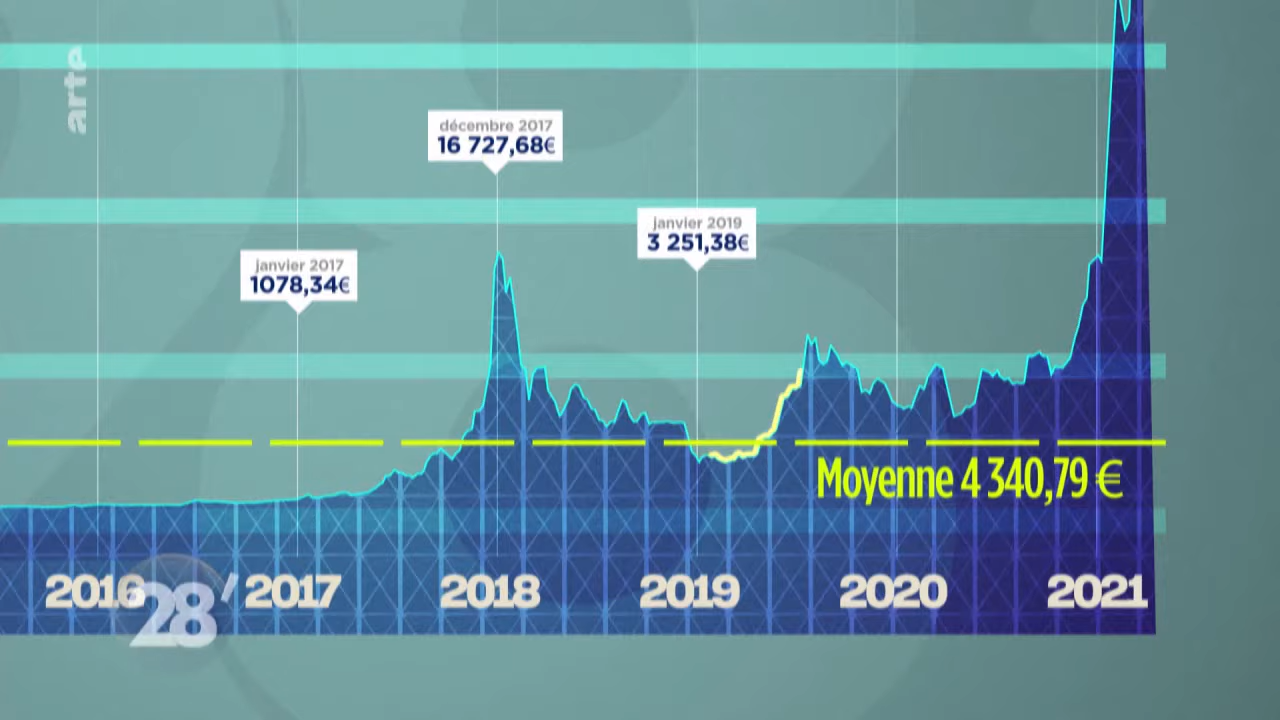 arte
décembre 2017
16 727,68€
janvier 2019
3 251,38€
janvier 2017
1078,34€
Moyenne 4 340,79 €
2016 2017 2018 2019 2020 2021
28'